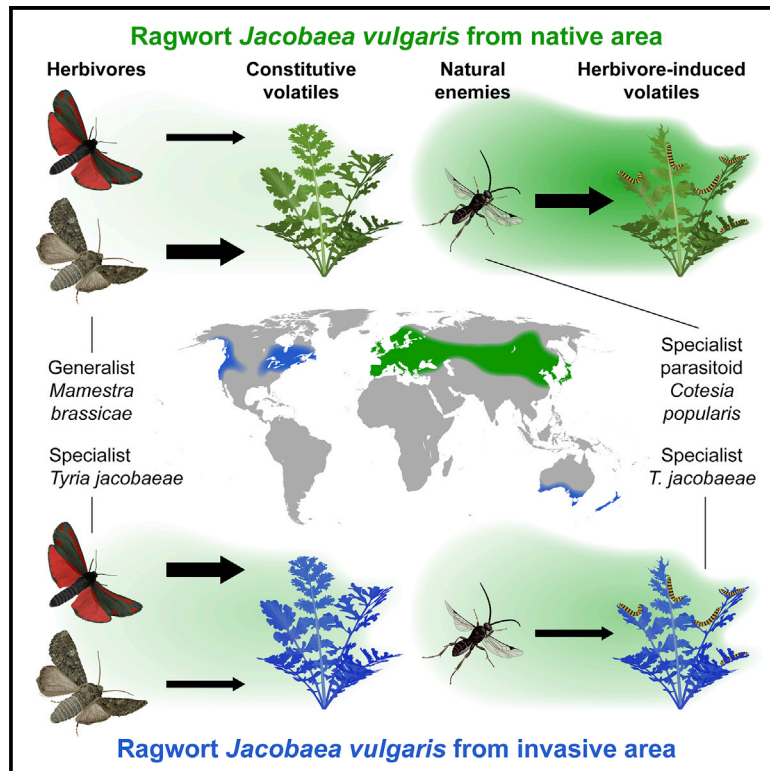 Ragwort Jacobaea vulgaris from native area
Herbivores
Constitutive
volatiles
Natural
enemies
Herbivore-induced
volatiles
Generalist
Mamestra
brassicae
Specialist
Tyria jacobaeae
Specialist
parasitoid
Cotesia
popularis
Specialist
T. jacobaeae
Ragwort Jacobaea vulgaris from invasive area